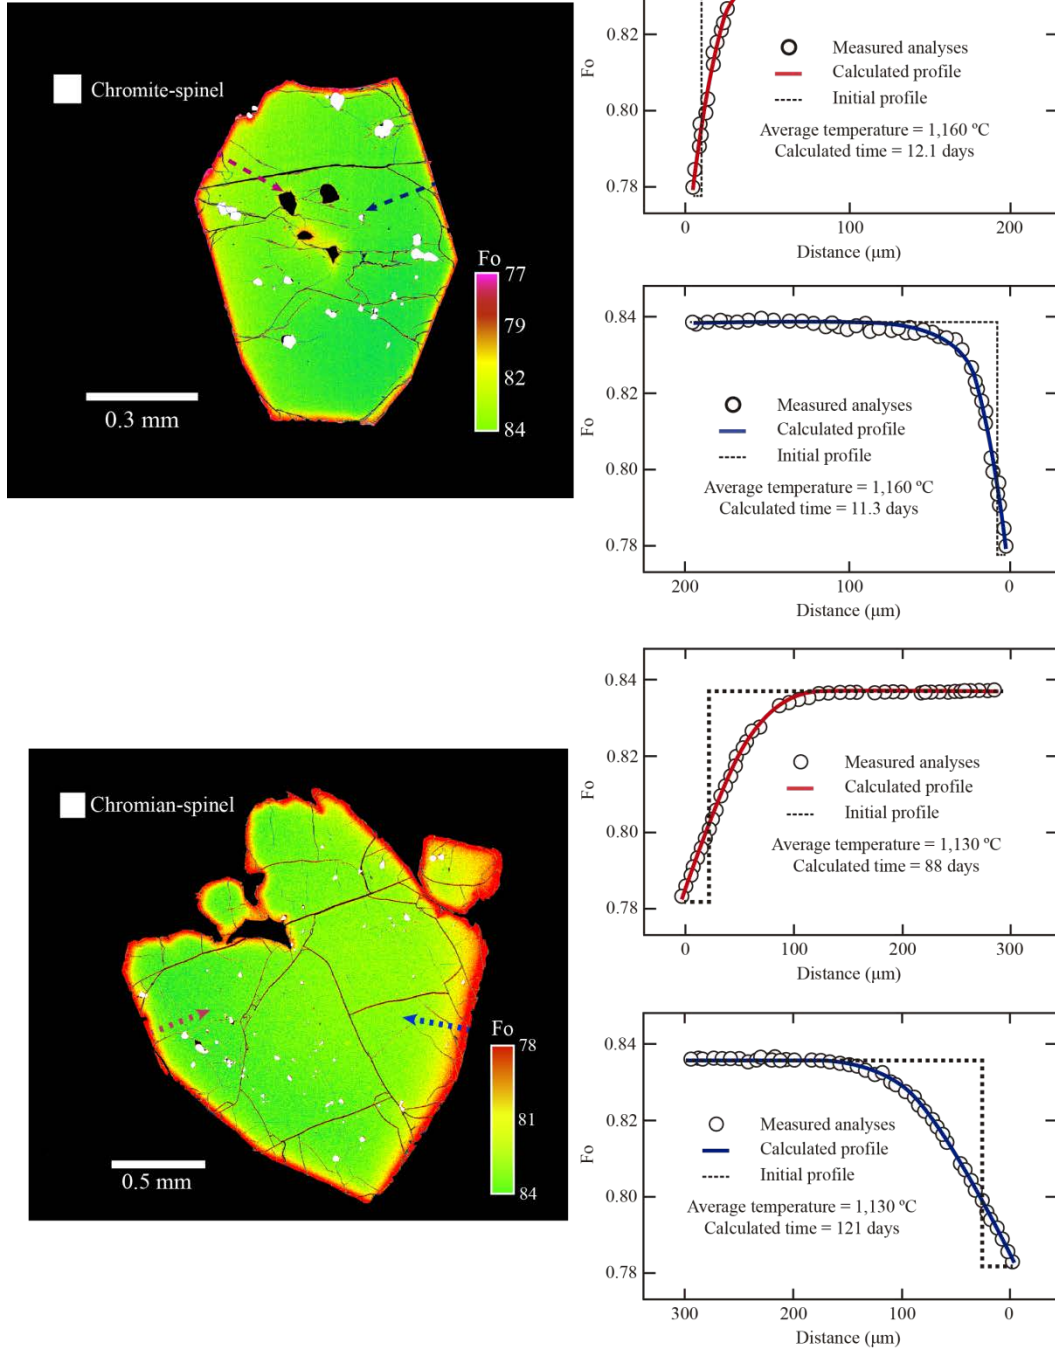 Chromite-spinel
0.3 mm
Fo
77
79
82
84
0.82
0.80
0.78
Fo
Measured analyses
Calculated profile
Initial profile
Average temperature = 1,160 ºC
Calculated time = 12.1 days
0
100
200
Distance (µm)
0.84
0.82
0.80
0.78
Fo
Measured analyses
Calculated profile
Initial profile
Average temperature = 1,160 ºC
Calculated time = 11.3 days
200
100
0
Distance (µm)
Chromian-spinel
0.5 mm
Fo
78
81
84
0.84
0.82
0.80
0.78
Fo
Measured analyses
Calculated profile
Initial profile
Average temperature = 1,130 ºC
Calculated time = 88 days
0
100
200
300
Distance (µm)
0.84
0.82
0.80
0.78
Fo
Measured analyses
Calculated profile
Initial profile
Average temperature = 1,130 ºC
Calculated time = 121 days
300
200
100
0
Distance (µm)